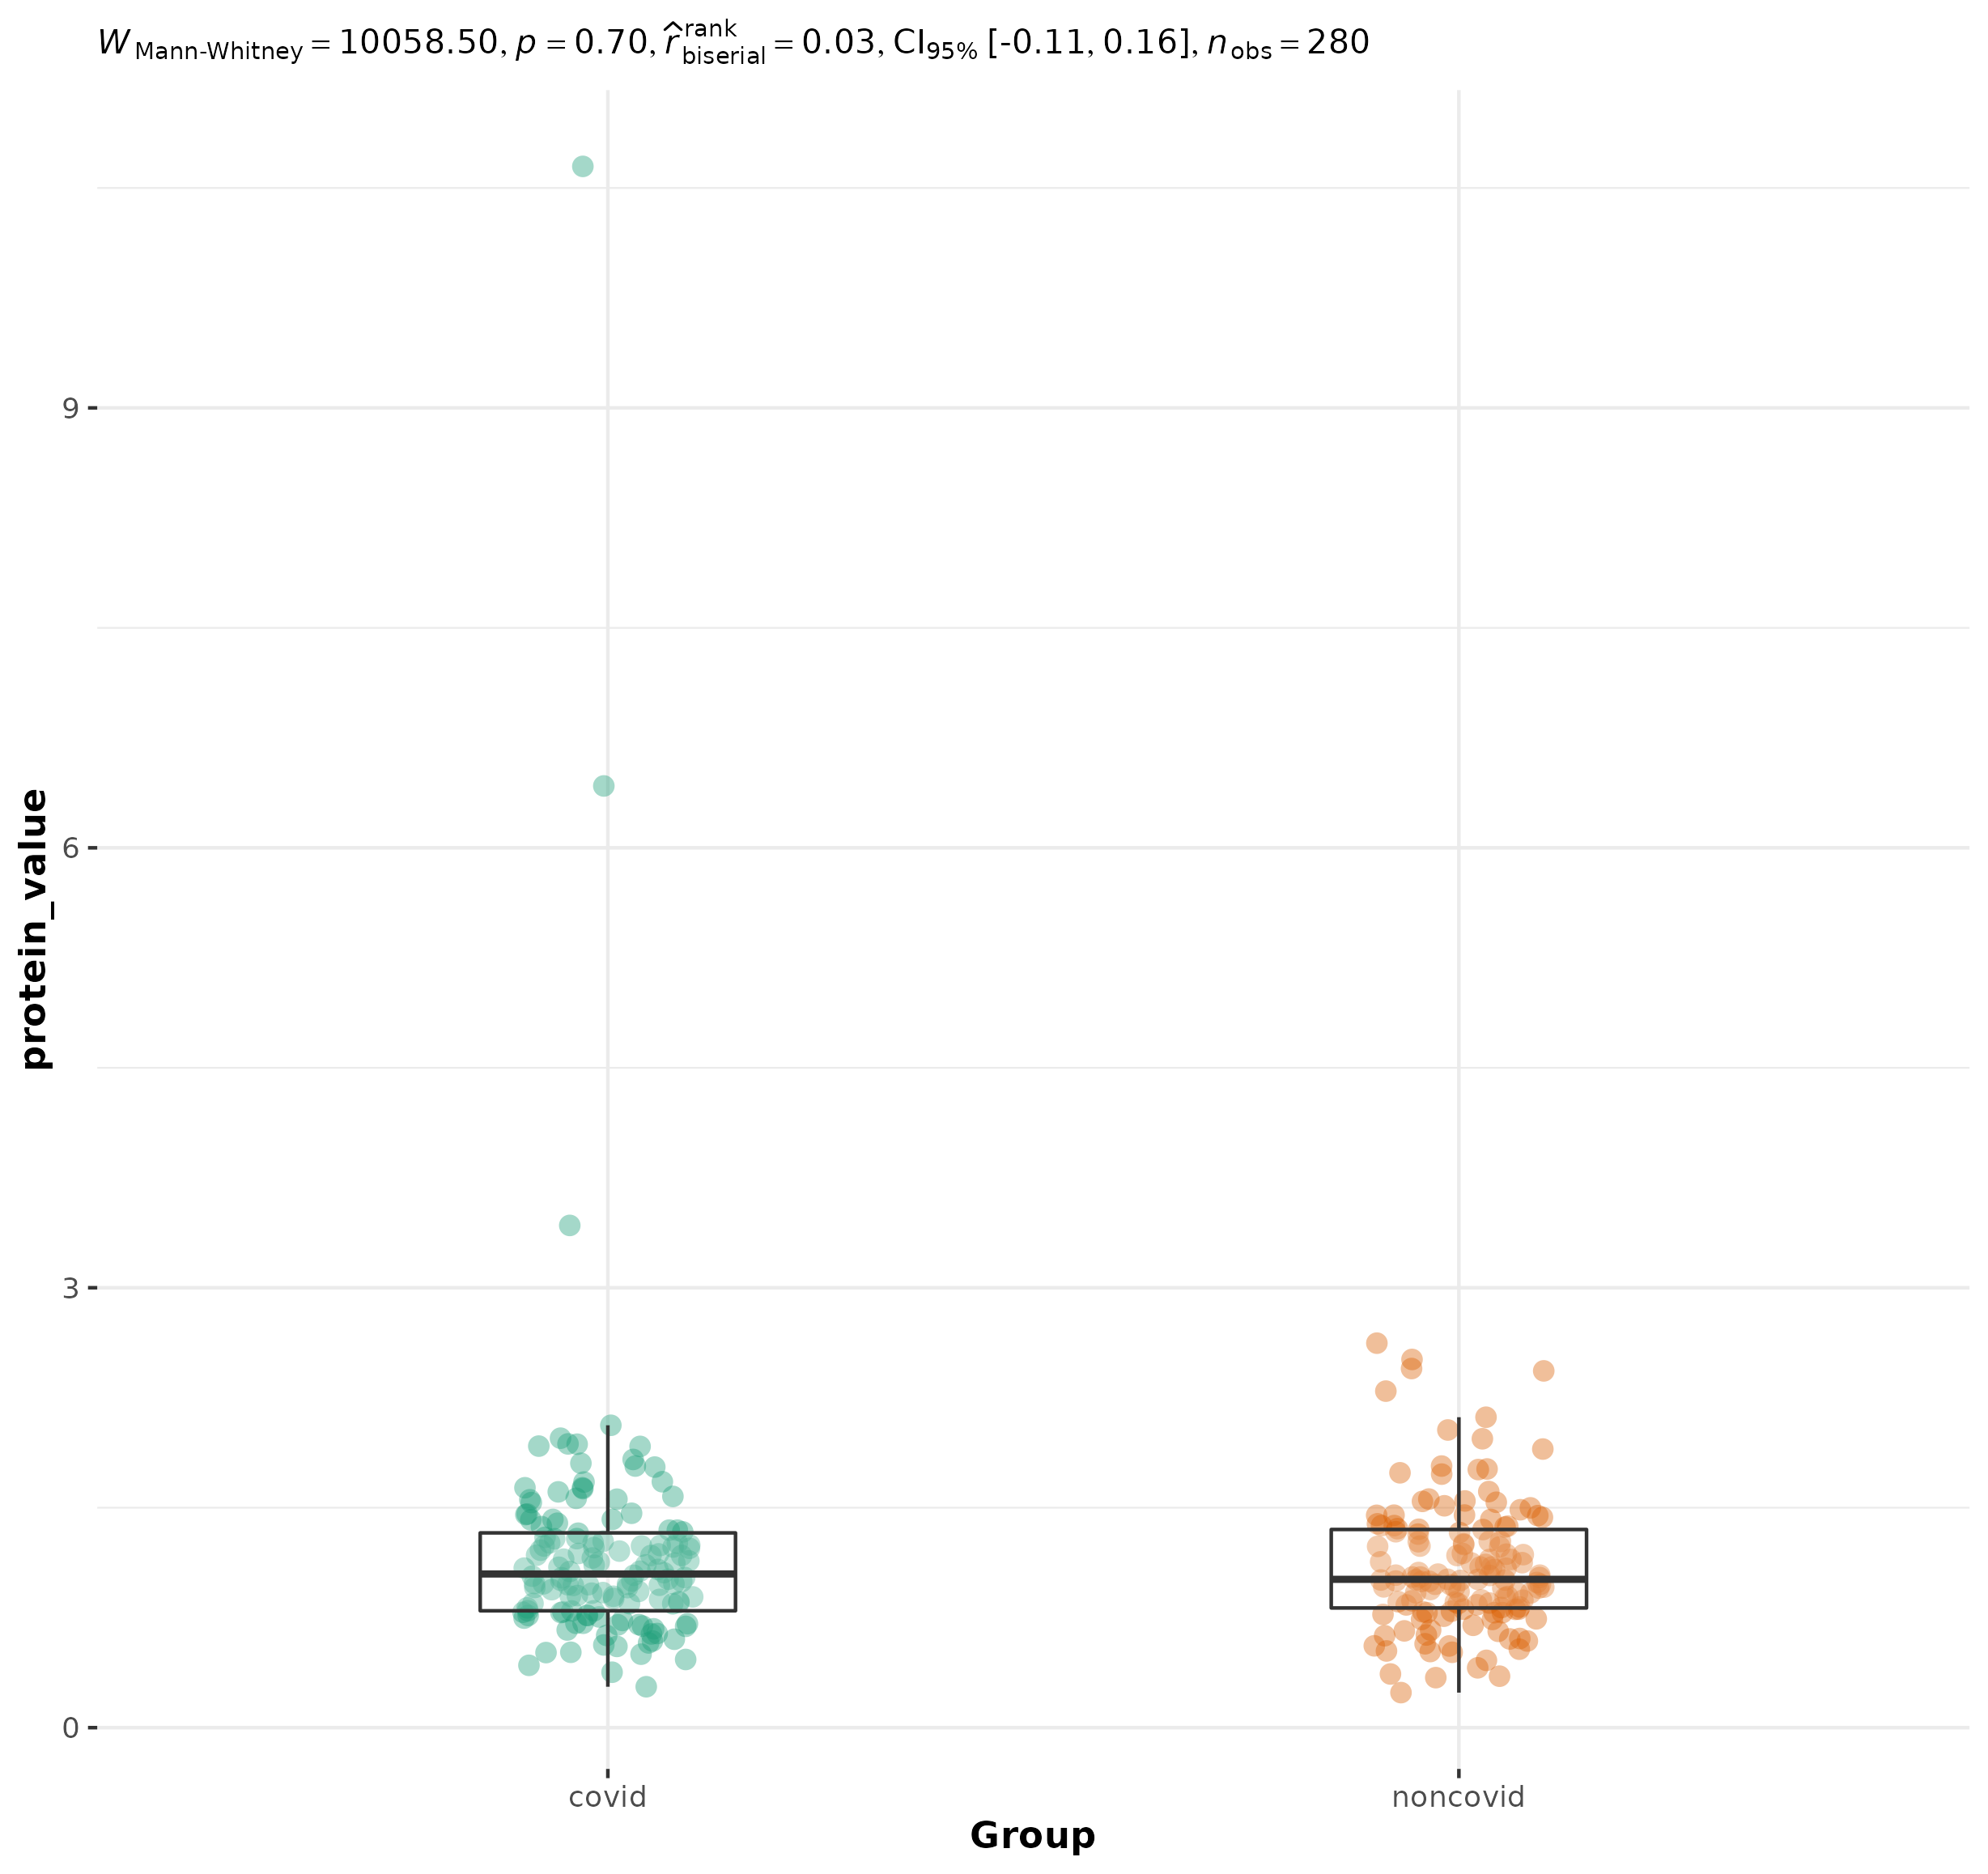 W Mann-Whitney = 10058.50, p = 0.70, r̂ rank biserial = 0.03, CI95% [-0.11, 0.16], n obs = 280
protein_value
9
6
3
0
covid noncovid
Group